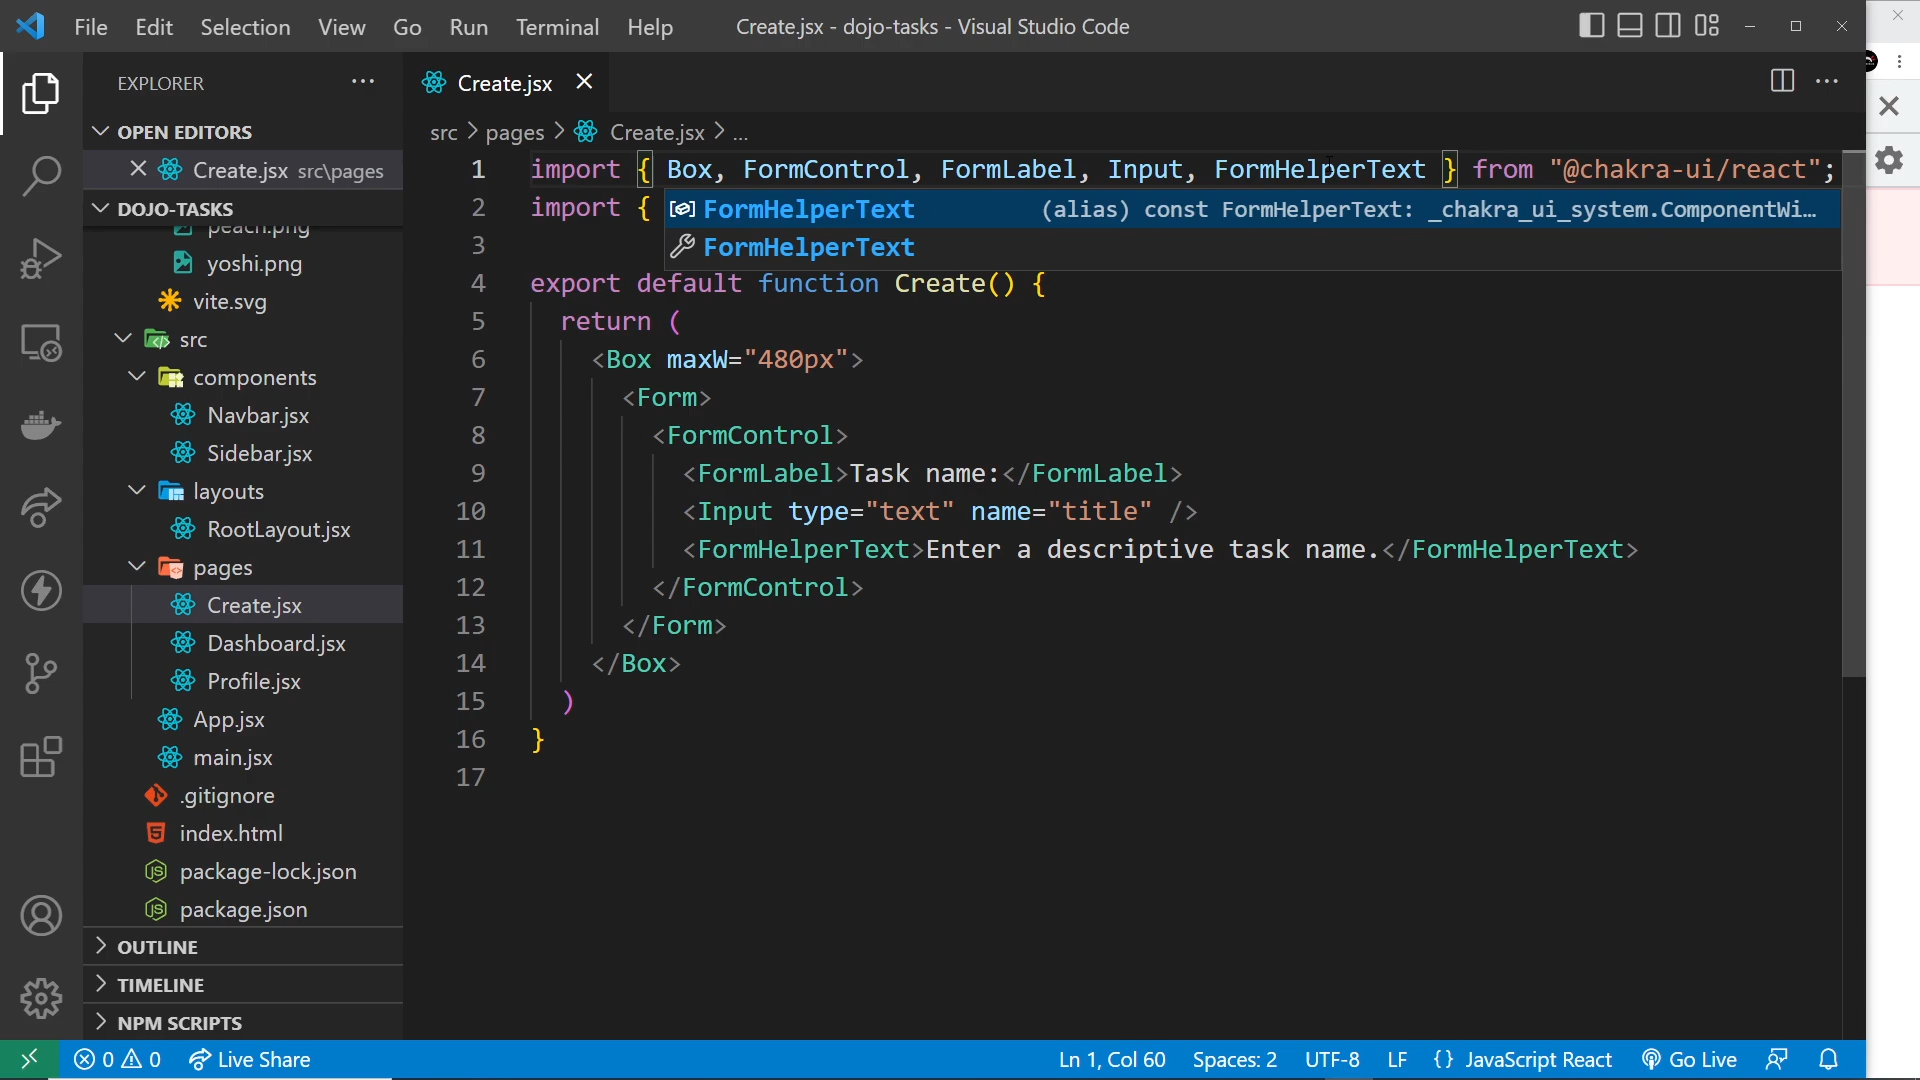 File Edit Selection View Go Run Terminal Help
Create.jsx - dojo-tasks - Visual Studio Code
EXPLORER
OPEN EDITORS
Create.jsx src\pages
DOJO-TASKS
peach.png
yoshi.png
vite.svg
src
components
Navbar.jsx
Sidebar.jsx
layouts
RootLayout.jsx
pages
Create.jsx
Dashboard.jsx
Profile.jsx
App.jsx
main.jsx
.gitignore
index.html
package-lock.json
package.json
OUTLINE
TIMELINE
NPM SCRIPTS
Create.jsx
src > pages > Create.jsx > ...
1 import { Box, FormControl, FormLabel, Input, FormHelperText } from "@chakra-ui/react";
2 import {
FormHelperText (alias) const FormHelperText: _chakra_ui_system.ComponentWi…
3
FormHelperText
4 export default function Create() {
5 return (
6 <Box maxW="480px">
7 <Form>
8 <FormControl>
9 <FormLabel>Task name:</FormLabel>
10 <Input type="text" name="title" />
11 <FormHelperText>Enter a descriptive task name.</FormHelperText>
12 </FormControl>
13 </Form>
14 </Box>
15 )
16 }
17
0 0 Live Share
Ln 1, Col 60 Spaces: 2 UTF-8 LF {} JavaScript React Go Live